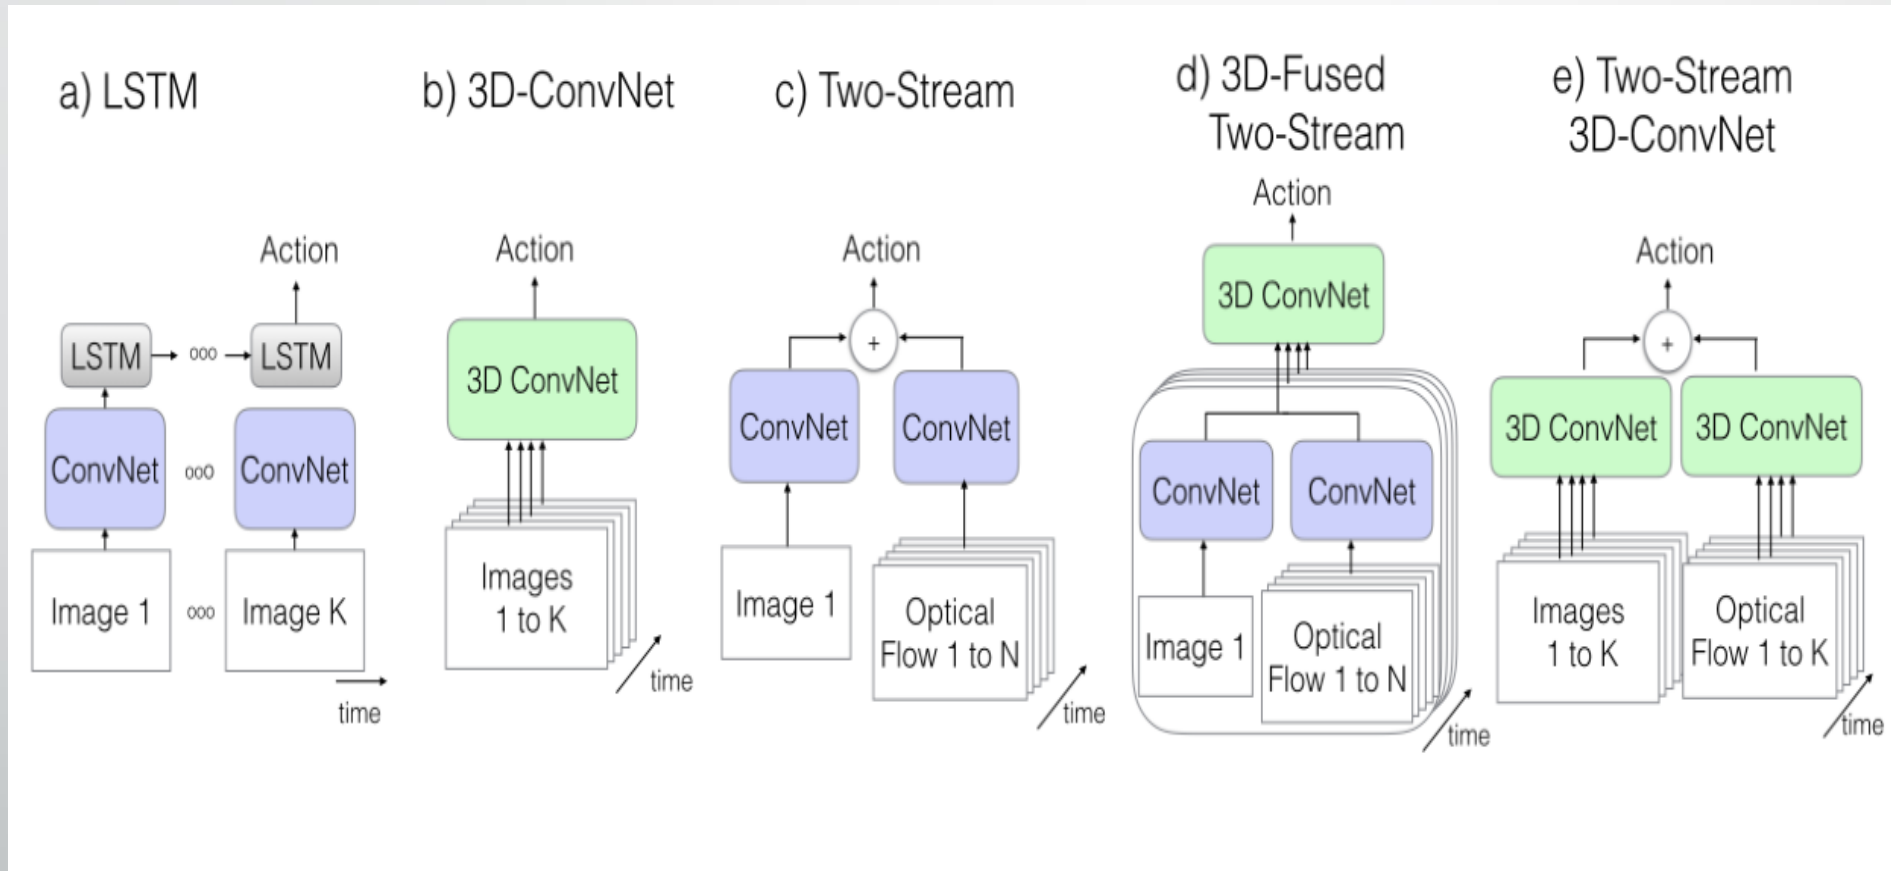 a) LSTM
Action
LSTM ooo LSTM
ConvNet ooo ConvNet
Image 1 ooo Image K
time
b) 3D-ConvNet
Action
3D ConvNet
Images
1 to K
time
c) Two-Stream
Action
+
ConvNet ConvNet
Image 1
Optical
Flow 1 to N
time
d) 3D-Fused
Two-Stream
Action
3D ConvNet
ConvNet ConvNet
Image 1
Optical
Flow 1 to N
time
e) Two-Stream
3D-ConvNet
Action
+
3D ConvNet 3D ConvNet
Images
1 to K
Optical
Flow 1 to K
time